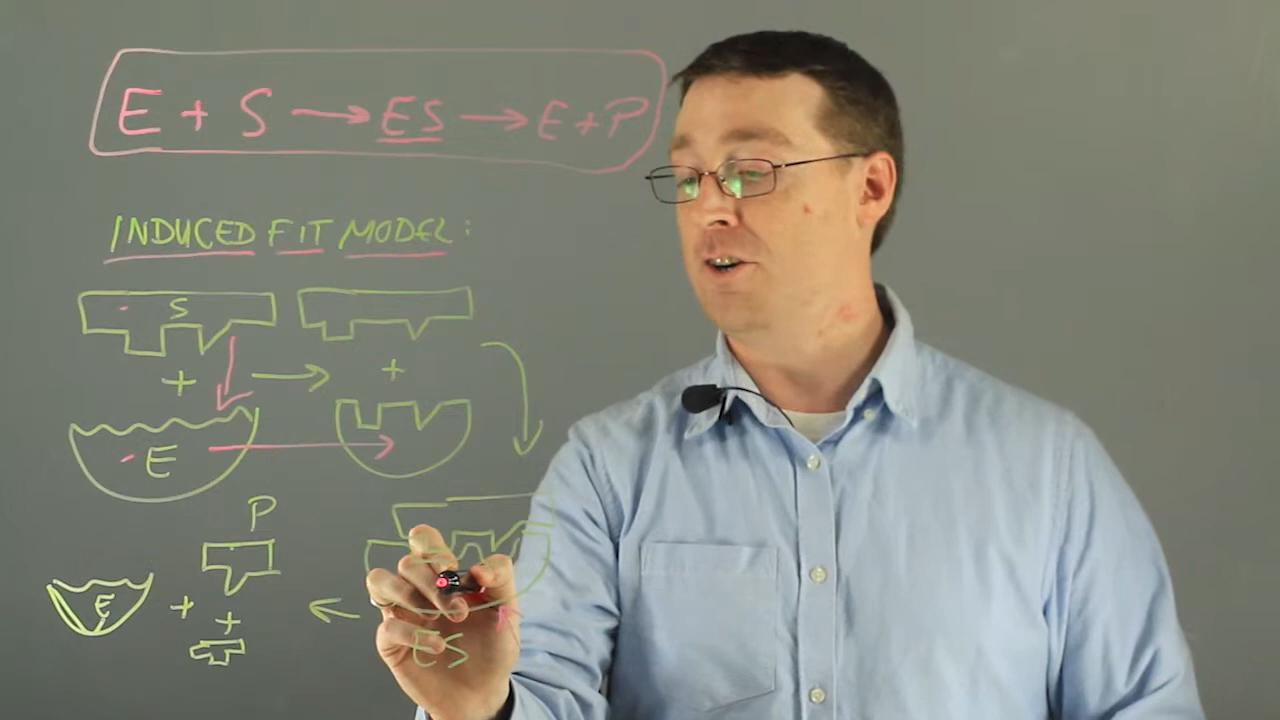 E + S → ES → E + P
INDUCED FIT MODEL:
S
+
+
E
P
E
+
+
ES